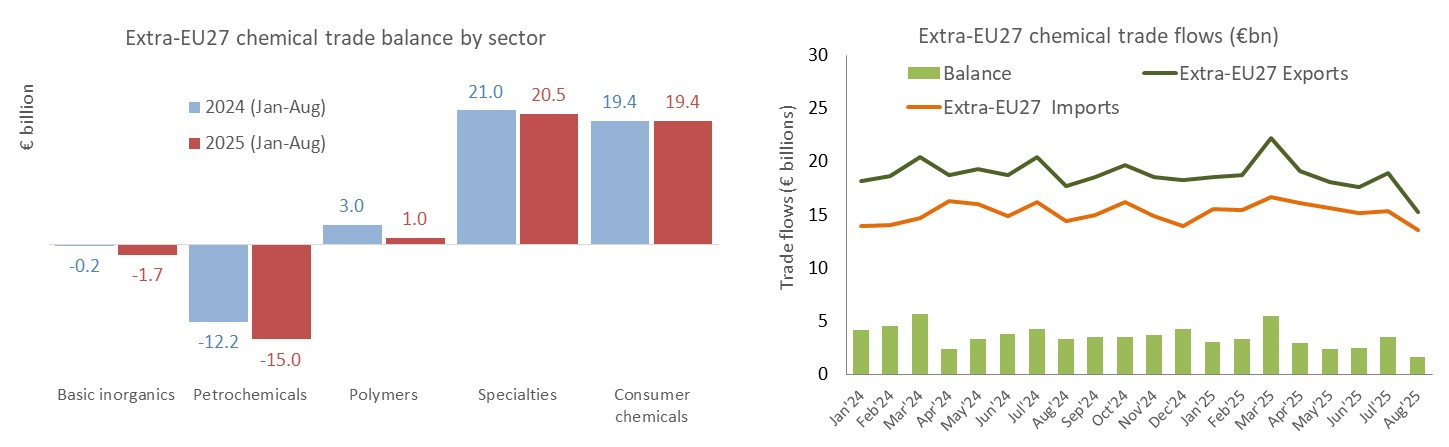 Extra-EU27 chemical trade balance by sector
€ billion
2024 (Jan-Aug)
2025 (Jan-Aug)
-0.2
-1.7
-12.2
-15.0
3.0
1.0
21.0
20.5
19.4
19.4
Basic inorganics
Petrochemicals
Polymers
Specialties
Consumer
chemicals
Extra-EU27 chemical trade flows (€bn)
Balance
Extra-EU27 Exports
Extra-EU27 Imports
Trade flows (€ billions)
30
25
20
15
10
5
0
Jan'24
Feb'24
Mar'24
Apr'24
May'24
Jun'24
Jul'24
Aug'24
Sep'24
Oct'24
Nov'24
Dec'24
Jan'25
Feb'25
Mar'25
Apr'25
May'25
Jun'25
Jul'25
Aug'25